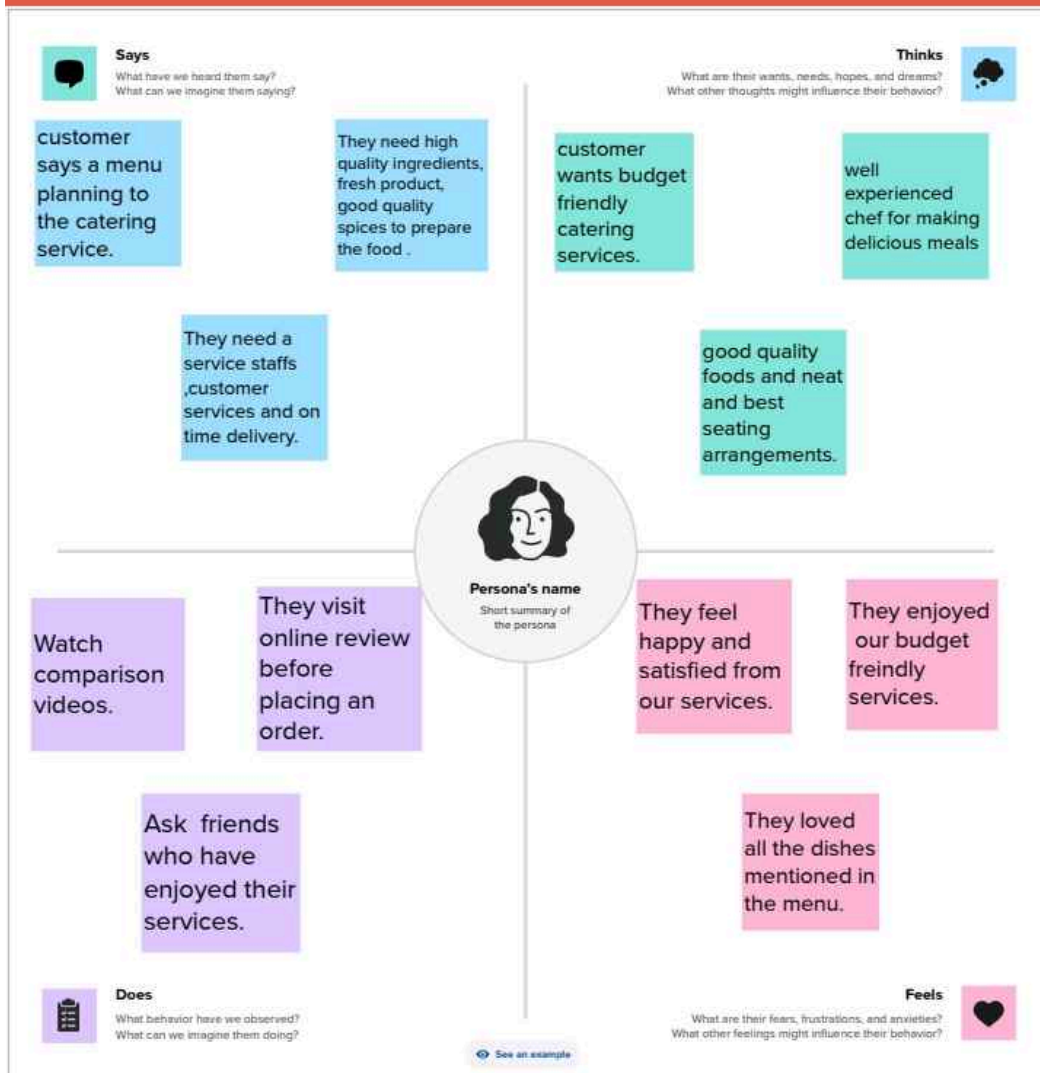 Says
What have we heard them say?
What can we imagine them saying?
customer
says a menu
planning to
the catering
service.
They need high
quality ingredients,
fresh product,
good quality
spices to prepare
the food .
They need a
service staffs
,customer
services and on
time delivery.
Thinks
What are their wants, needs, hopes, and dreams?
What other thoughts might influence their behavior?
customer
wants budget
friendly
catering
services.
well
experienced
chef for making
delicious meals
good quality
foods and neat
and best
seating
arrangements.
Persona's name
Short summary of
the persona
Watch
comparison
videos.
They visit
online review
before
placing an
order.
Ask friends
who have
enjoyed their
services.
Does
What behavior have we observed?
What can we imagine them doing?
They feel
happy and
satisfied from
our services.
They enjoyed
our budget
freindly
services.
They loved
all the dishes
mentioned in
the menu.
Feels
What are their fears, frustrations, and anxieties?
What other feelings might influence their behavior?
See an example